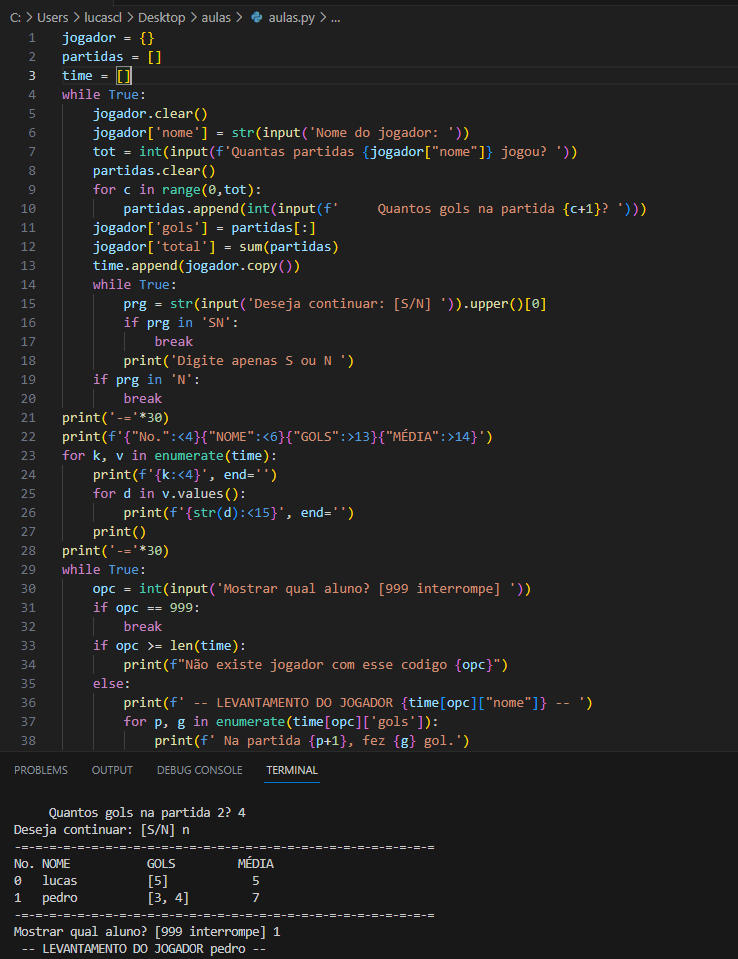 C: > Users > lucascl > Desktop > aulas > aulas.py > ...
1 jogador = {}
2 partidas = []
3 time = []
4 while True:
5     jogador.clear()
6     jogador['nome'] = str(input('Nome do jogador: '))
7     tot = int(input(f'Quantas partidas {jogador["nome"]} jogou? '))
8     partidas.clear()
9     for c in range(0,tot):
10         partidas.append(int(input(f'     Quantos gols na partida {c+1}? ')))
11     jogador['gols'] = partidas[:]
12     jogador['total'] = sum(partidas)
13     time.append(jogador.copy())
14     while True:
15         prg = str(input('Deseja continuar: [S/N] ')).upper()[0]
16         if prg in 'SN':
17             break
18         print('Digite apenas S ou N ')
19     if prg in 'N':
20         break
21 print('-='*30)
22 print(f'{"No.":<4}{"NOME":<6}{"GOLS":>13}{"MÉDIA":>14}')
23 for k, v in enumerate(time):
24     print(f'{k:<4}', end='')
25     for d in v.values():
26         print(f'{str(d):<15}', end='')
27     print()
28 print('-='*30)
29 while True:
30     opc = int(input('Mostrar qual aluno? [999 interrompe] '))
31     if opc == 999:
32         break
33     if opc >= len(time):
34         print(f"Não existe jogador com esse codigo {opc}")
35     else:
36         print(f' -- LEVANTAMENTO DO JOGADOR {time[opc]["nome"]} -- ')
37         for p, g in enumerate(time[opc]['gols']):
38             print(f' Na partida {p+1}, fez {g} gol.')
PROBLEMS OUTPUT DEBUG CONSOLE TERMINAL
     Quantos gols na partida 2? 4
Deseja continuar: [S/N] n
-=-=-=-=-=-=-=-=-=-=-=-=-=-=-=-=-=-=-=-=-=-=-=-=-=-=-=-=-=-=
No. NOME           GOLS         MÉDIA
0   lucas          [5]            5
1   pedro          [3, 4]         7
-=-=-=-=-=-=-=-=-=-=-=-=-=-=-=-=-=-=-=-=-=-=-=-=-=-=-=-=-=-=
Mostrar qual aluno? [999 interrompe] 1
 -- LEVANTAMENTO DO JOGADOR pedro --